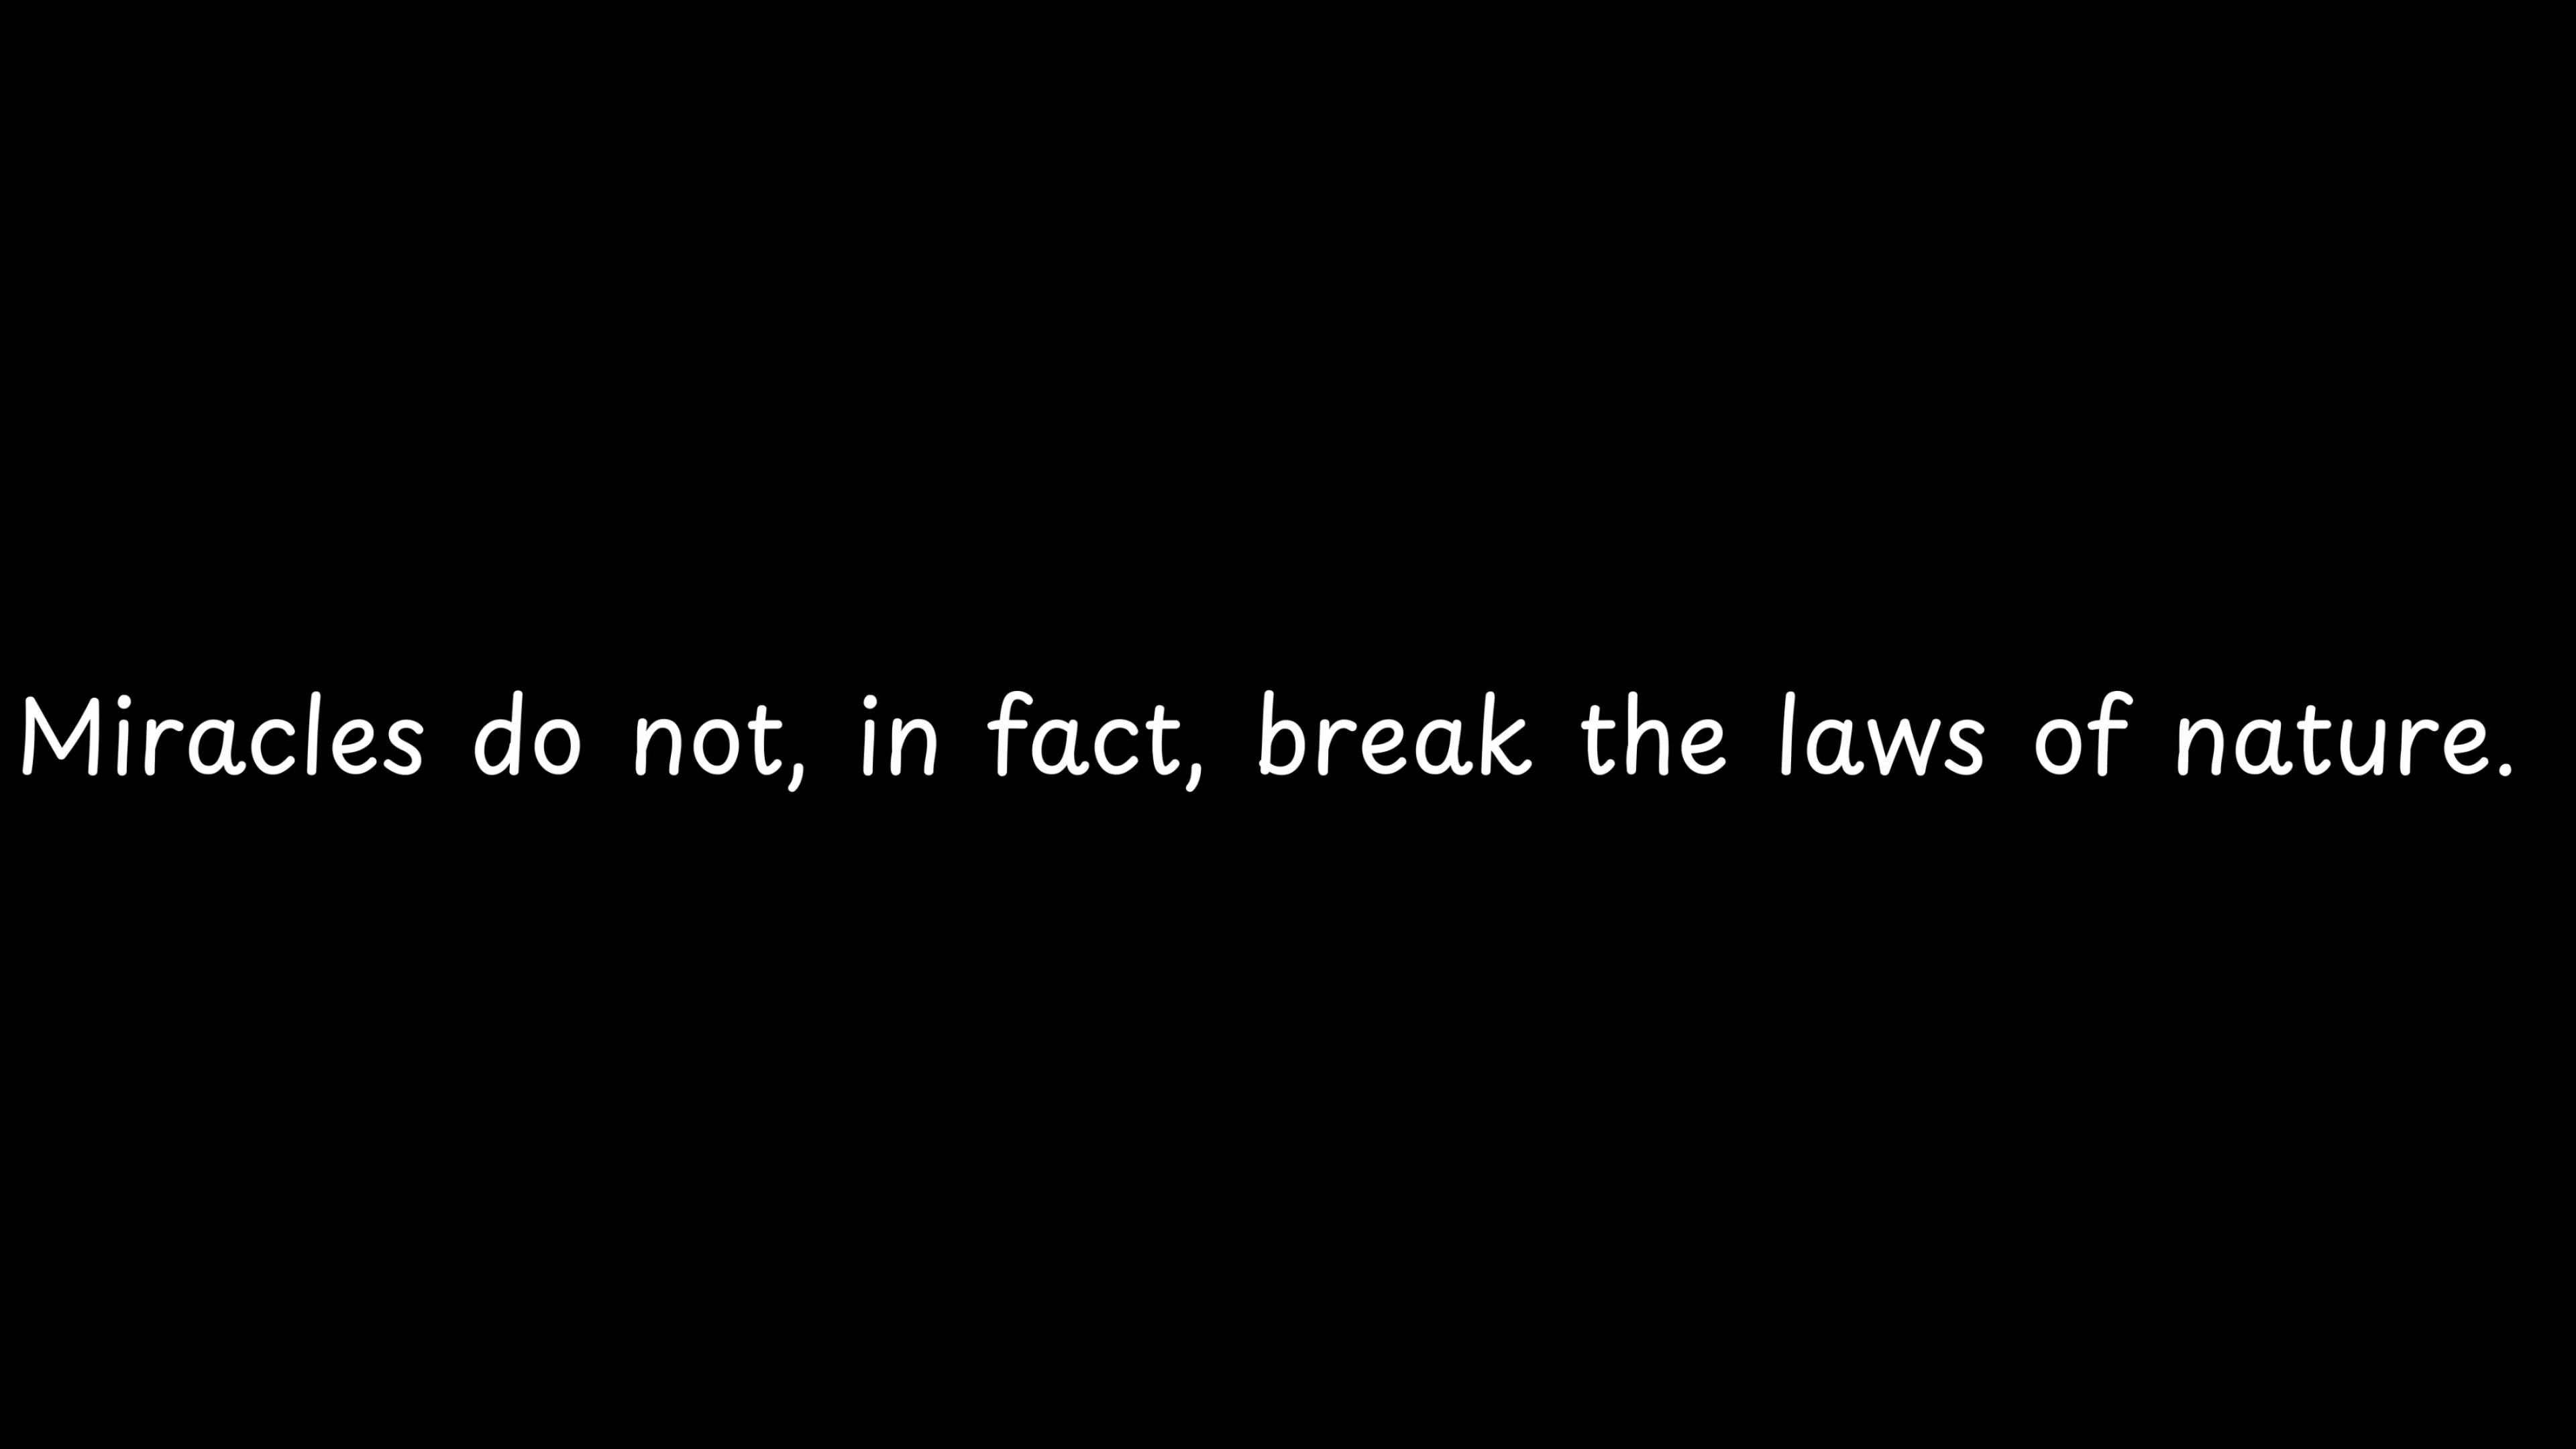 Miracles do not, in fact, break the laws of nature.